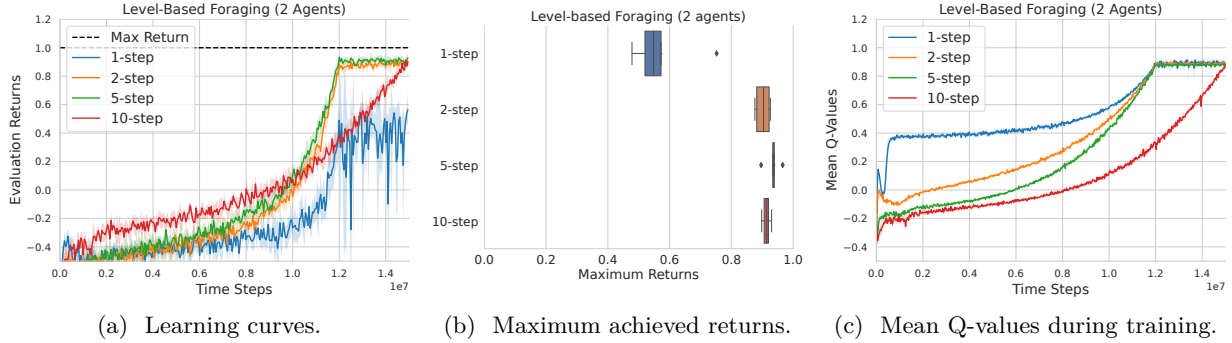 Level-Based Foraging (2 Agents)
Evaluation Returns
1.2
1.0
0.8
0.6
0.4
0.2
0.0
−0.2
−0.4
Max Return
1-step
2-step
5-step
10-step
0.0 0.2 0.4 0.6 0.8 1.0 1.2 1.4
1e7
Time Steps
(a) Learning curves.
Level-based Foraging (2 agents)
1-step
2-step
5-step
10-step
0.0 0.2 0.4 0.6 0.8 1.0
Maximum Returns
(b) Maximum achieved returns.
Level-Based Foraging (2 Agents)
Mean Q-Values
1.2
1.0
0.8
0.6
0.4
0.2
0.0
−0.2
−0.4
1-step
2-step
5-step
10-step
0.0 0.2 0.4 0.6 0.8 1.0 1.2 1.4
1e7
Time Steps
(c) Mean Q-values during training.